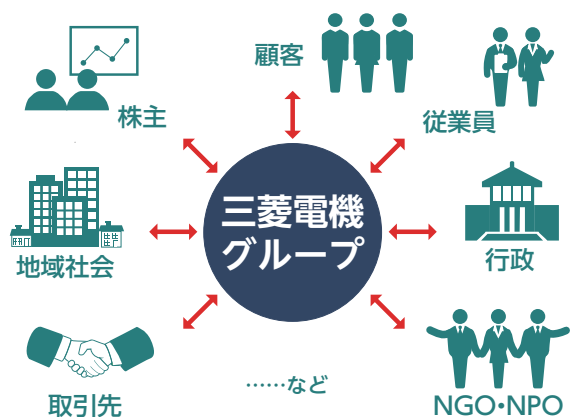 顧客
株主
従業員
三菱電機
グループ
地域社会
行政
取引先
……など
NGO・NPO